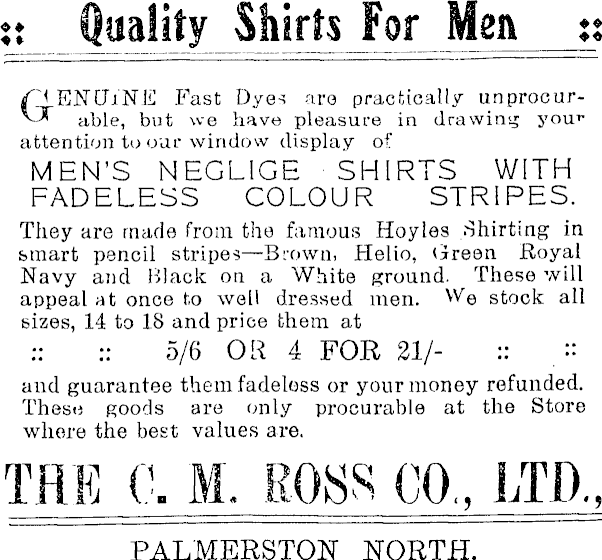 :: Quality Shirts For Men ::
GENUINE Fast Dyes are practically unprocur-
able, but we have pleasure in drawing your
attention to our window display of
MEN'S NEGLIGE SHIRTS WITH
FADELESS COLOUR STRIPES.
They are made from the famous Hoyles Shirting in
smart pencil stripes—Brown, Helio, Green Royal
Navy and Black on a White ground. These will
appeal at once to well dressed men. We stock all
sizes, 14 to 18 and price them at
:: :: 5/6 OR 4 FOR 21/- :: ::
and guarantee them fadeless or your money refunded.
These goods are only procurable at the Store
where the best values are.
THE C. M. ROSS CO., LTD.,
PALMERSTON NORTH.